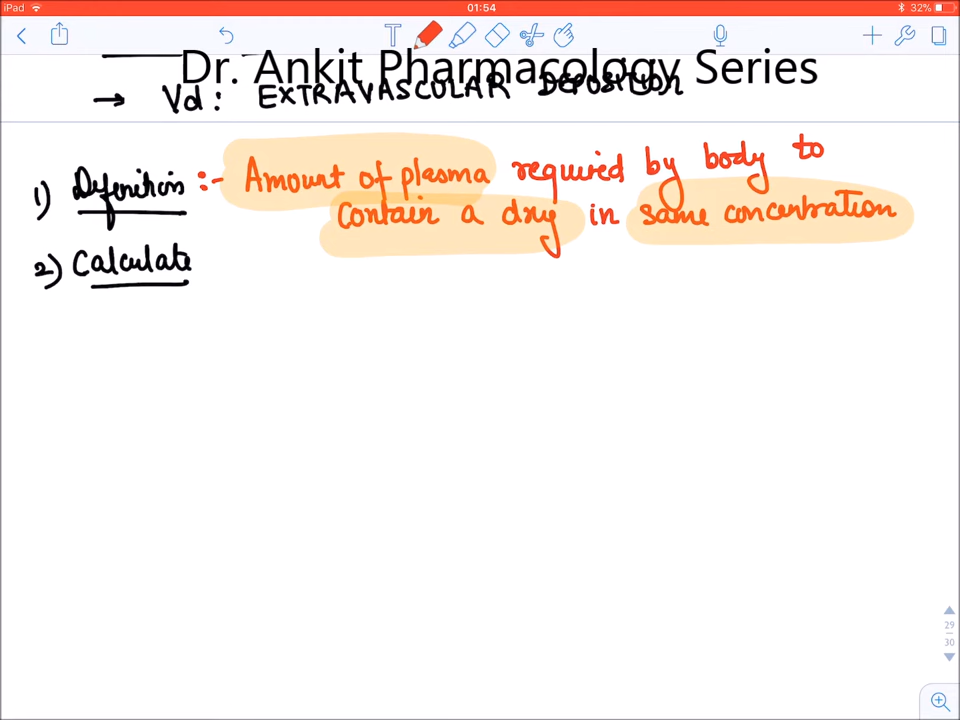 iPad 01:54 32%
T
Dr. Ankit Pharmacology Series
→ Vd : EXTRAVASCULAR DEPOSITION
1) Definition :- Amount of plasma required by body to
contain a drug in same concentration
2) Calculate
29
30